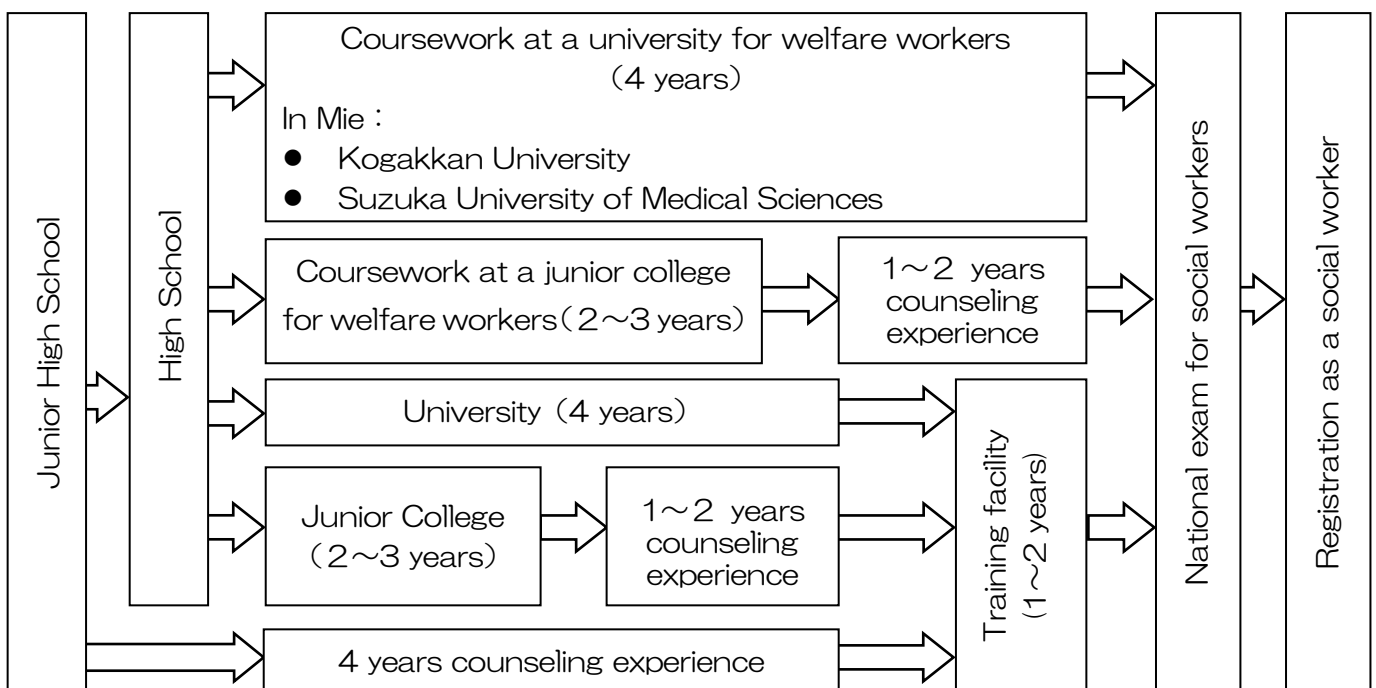 Junior High School
High School
Coursework at a university for welfare workers
（4 years）
In Mie：
● Kogakkan University
● Suzuka University of Medical Sciences
Coursework at a junior college
for welfare workers（2～3 years）
1～2 years
counseling
experience
University（4 years）
Junior College
（2～3 years）
1～2 years
counseling
experience
4 years counseling experience
Training facility
(1～2 years)
National exam for social workers
Registration as a social worker